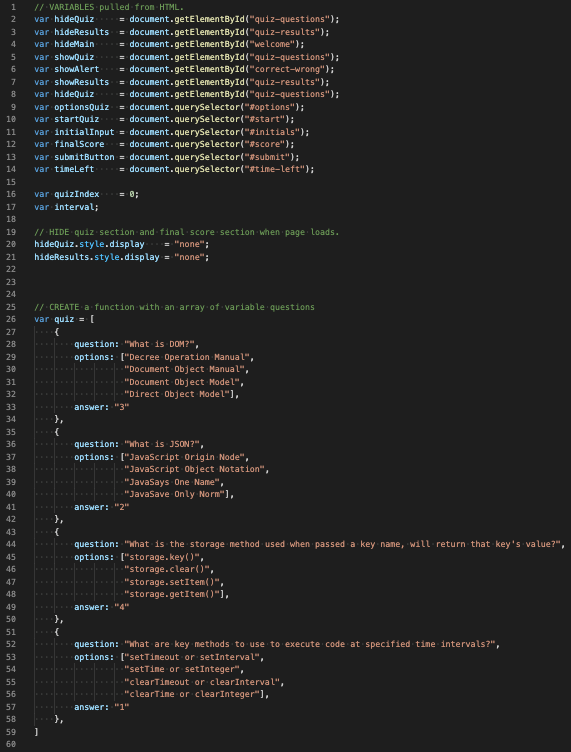 1 // VARIABLES pulled from HTML.
2 var hideQuiz = document.getElementById("quiz-questions");
3 var hideResults = document.getElementById("quiz-results");
4 var hideMain = document.getElementById("welcome");
5 var showQuiz = document.getElementById("quiz-questions");
6 var showAlert = document.getElementById("correct-wrong");
7 var showResults = document.getElementById("quiz-results");
8 var hideQuiz = document.getElementById("quiz-questions");
9 var optionsQuiz = document.querySelector("#options");
10 var startQuiz = document.querySelector("#start");
11 var initialInput = document.querySelector("#initials");
12 var finalScore = document.querySelector("#score");
13 var submitButton = document.querySelector("#submit");
14 var timeLeft = document.querySelector("#time-left");
15
16 var quizIndex = 0;
17 var interval;
18
19 // HIDE quiz section and final score section when page loads.
20 hideQuiz.style.display = "none";
21 hideResults.style.display = "none";
22
23
24
25 // CREATE a function with an array of variable questions
26 var quiz = [
27 {
28 question: "What is DOM?",
29 options: ["Decree Operation Manual",
30 "Document Object Manual",
31 "Document Object Model",
32 "Direct Object Model"],
33 answer: "3"
34 },
35 {
36 question: "What is JSON?",
37 options: ["JavaScript Origin Node",
38 "JavaScript Object Notation",
39 "JavaSays One Name",
40 "JavaSave Only Norm"],
41 answer: "2"
42 },
43 {
44 question: "What is the storage method used when passed a key name, will return that key's value?",
45 options: ["storage.key()",
46 "storage.clear()",
47 "storage.setItem()",
48 "storage.getItem()"],
49 answer: "4"
50 },
51 {
52 question: "What are key methods to use to execute code at specified time intervals?",
53 options: ["setTimeout or setInterval",
54 "setTime or setInteger",
55 "clearTimeout or clearInterval",
56 "clearTime or clearInteger"],
57 answer: "1"
58 },
59 ]
60